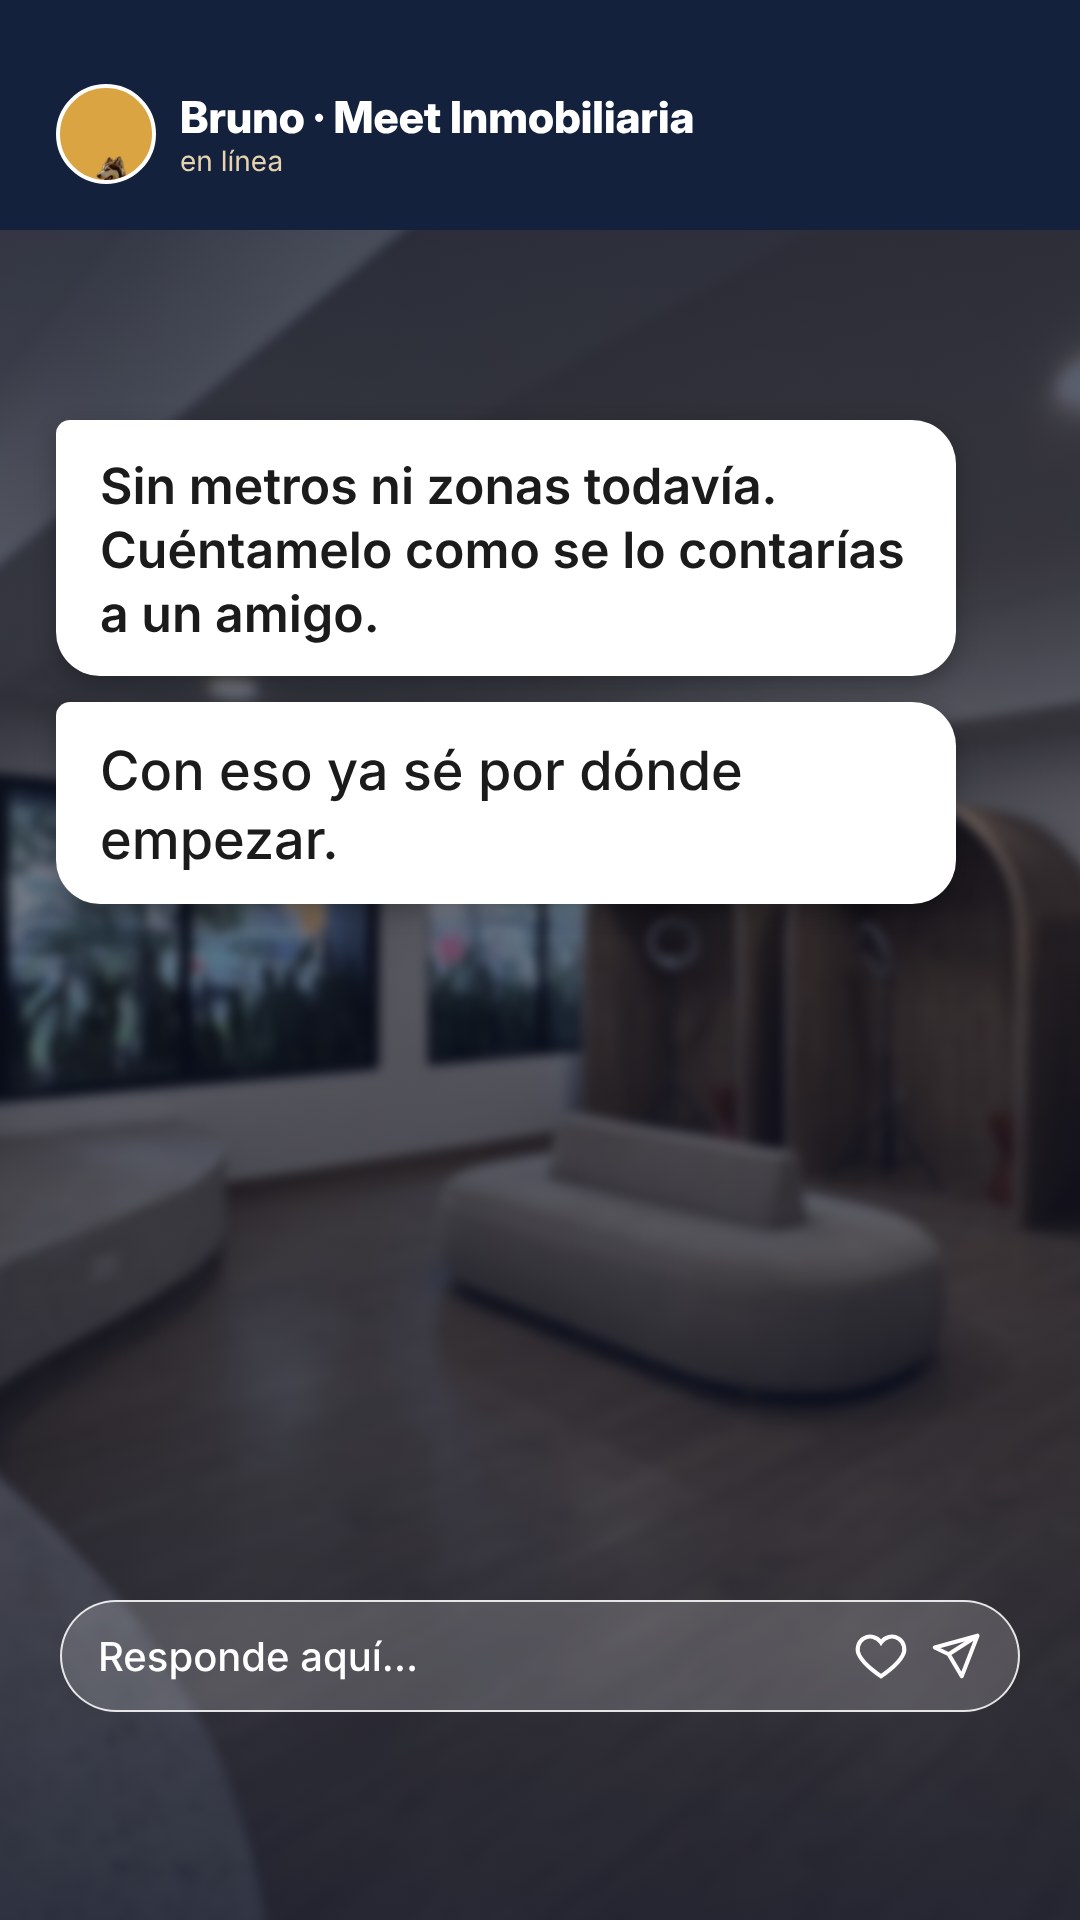 Bruno · Meet Inmobiliaria
en línea
Sin metros ni zonas todavía.
Cuéntamelo como se lo contarías
a un amigo.
Con eso ya sé por dónde
empezar.
Responde aquí...